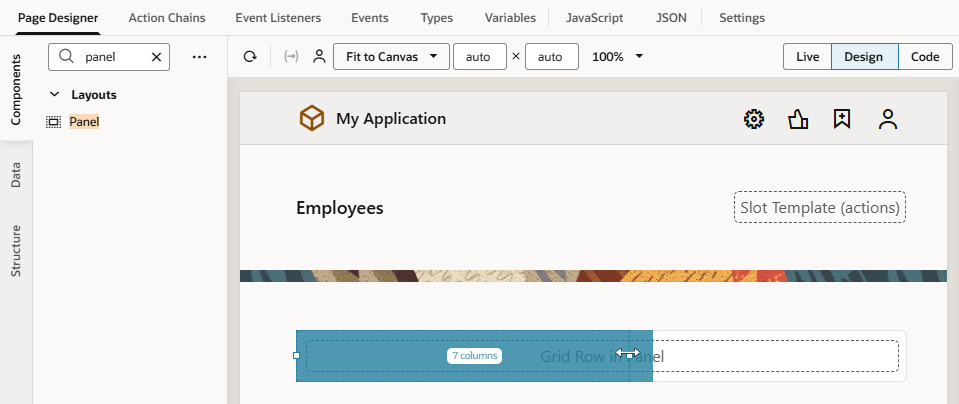 Page Designer Action Chains Event Listeners Events Types Variables JavaScript JSON Settings
Components
Data
Structure
panel
Layouts
Panel
Fit to Canvas auto × auto 100% Live Design Code
My Application
Employees
Slot Template (actions)
7 columns
Grid Row in Panel